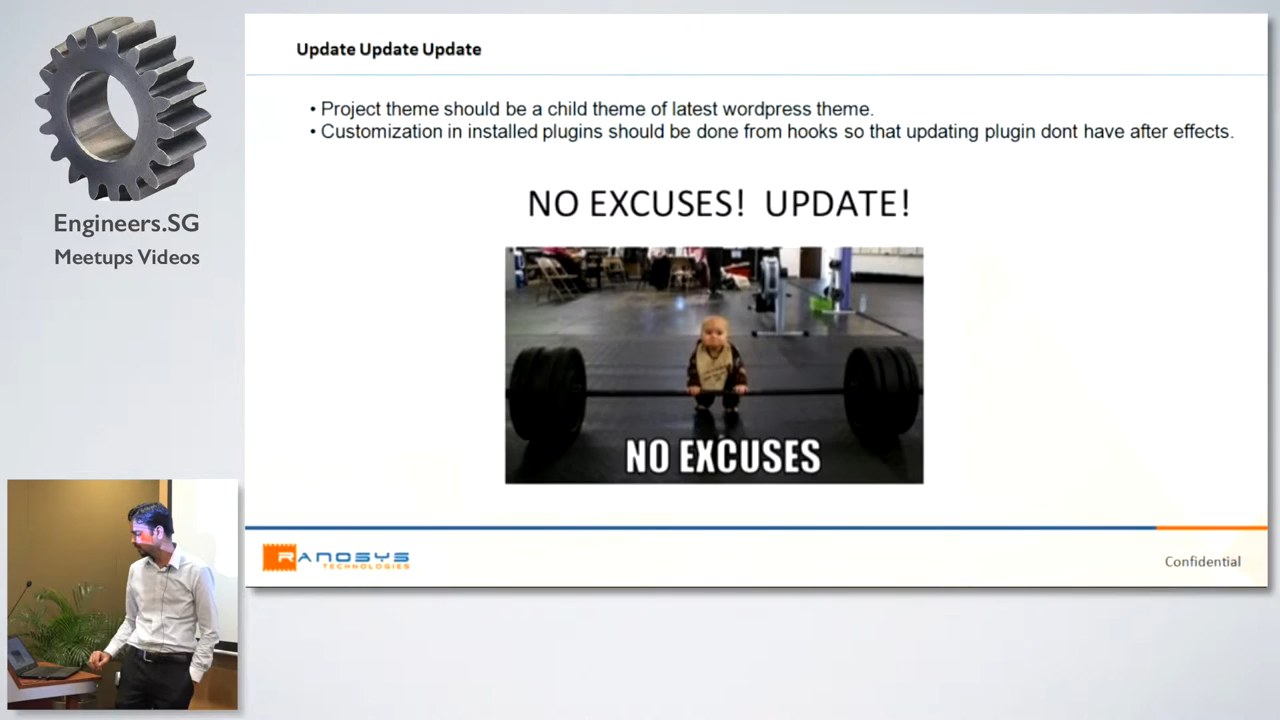 Engineers.SG
Meetups Videos
Update Update Update
• Project theme should be a child theme of latest wordpress theme.
• Customization in installed plugins should be done from hooks so that updating plugin dont have after effects.
NO EXCUSES! UPDATE!
NO EXCUSES
RANOSYS
TECHNOLOGIES
Confidential